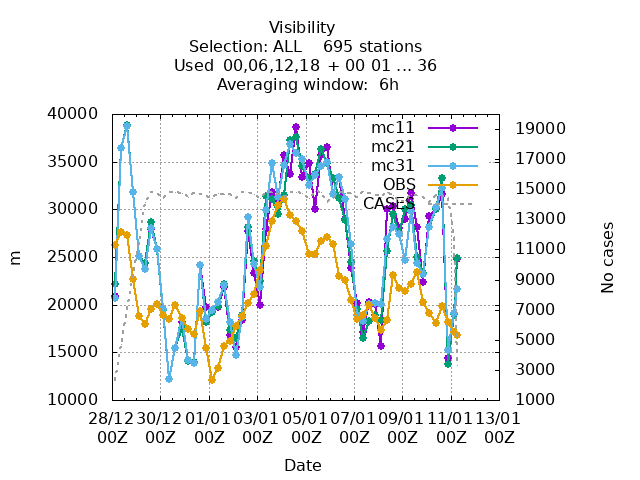 Visibility
Selection: ALL 695 stations
Used 00,06,12,18 + 00 01 ... 36
Averaging window: 6h
40000
35000
30000
25000
20000
15000
10000
m
mc11
mc21
mc31
OBS
CASES
19000
17000
15000
13000
11000
9000
7000
5000
3000
1000
No cases
28/12 30/12 01/01 03/01 05/01 07/01 09/01 11/01 13/01
00Z 00Z 00Z 00Z 00Z 00Z 00Z 00Z 00Z
Date